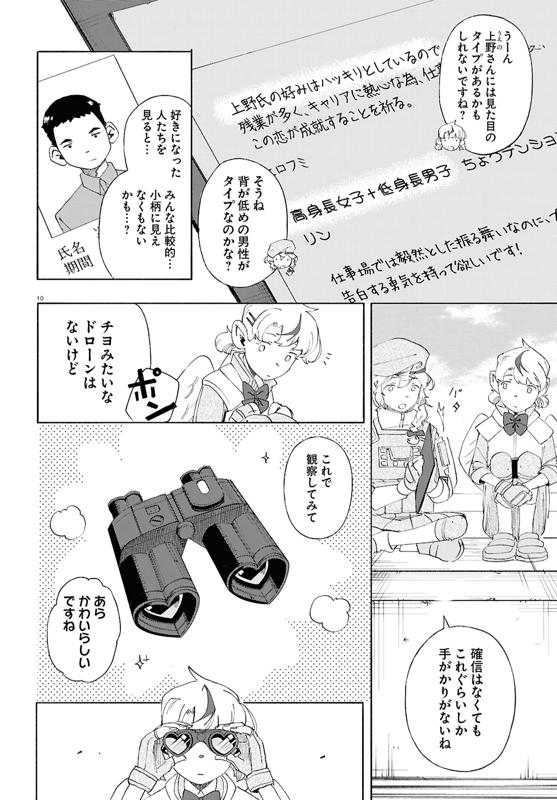 うーん
上野さんには見た目の
うえの
タイプがあるかも
しれないですね?
上野氏の好みはハッキリとしているので
残業が多く、キャリアに熱心な為、仕事
この恋が成就することを祈る。
ロフミ
高身長女子+低身長男子 ちょうテンショ
リン
仕事場では毅然とした振る舞いなのに、プ
告白する勇気を持って欲しいです!
そうね
背が低めの男性が
タイプなのかな?
好きになった
人たちを
見ると…
みんな比較的…
小柄に見え
なくもない
かも…?
氏名
期間
10
チヨみたいな
ドローンは
ないけど
ポンッ
これで
観察してみて
あら
かわいらしい
ですね
確信はなくても
これぐらいしか
手がかりがないね